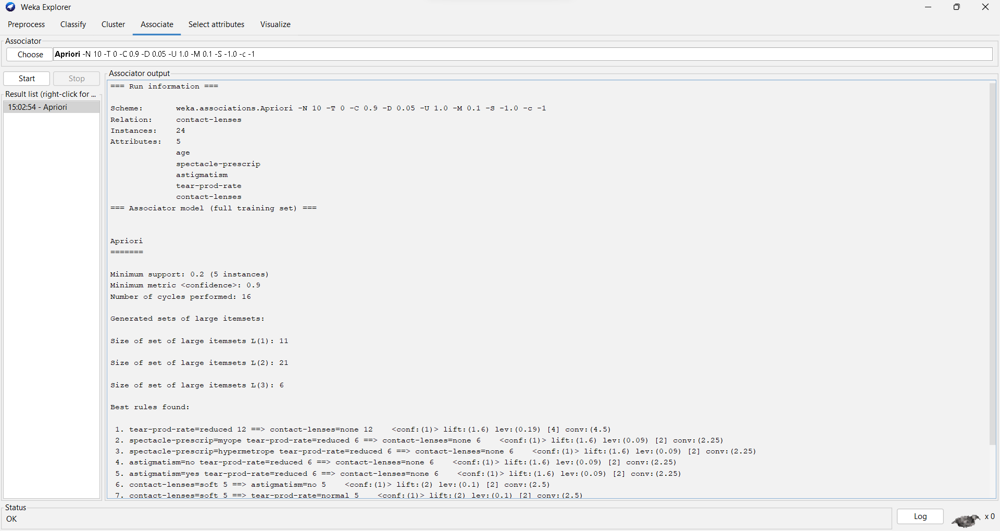 Weka Explorer
Preprocess Classify Cluster Associate Select attributes Visualize
Associator
Choose Apriori -N 10 -T 0 -C 0.9 -D 0.05 -U 1.0 -M 0.1 -S -1.0 -c -1
Start Stop
Result list (right-click for ...
15:02:54 - Apriori
Associator output
=== Run information ===
Scheme: weka.associations.Apriori -N 10 -T 0 -C 0.9 -D 0.05 -U 1.0 -M 0.1 -S -1.0 -c -1
Relation: contact-lenses
Instances: 24
Attributes: 5
age
spectacle-prescrip
astigmatism
tear-prod-rate
contact-lenses
=== Associator model (full training set) ===
Apriori
=======
Minimum support: 0.2 (5 instances)
Minimum metric <confidence>: 0.9
Number of cycles performed: 16
Generated sets of large itemsets:
Size of set of large itemsets L(1): 11
Size of set of large itemsets L(2): 21
Size of set of large itemsets L(3): 6
Best rules found:
1. tear-prod-rate=reduced 12 ==> contact-lenses=none 12 <conf:(1)> lift:(1.6) lev:(0.19) [4] conv:(4.5)
2. spectacle-prescrip=myope tear-prod-rate=reduced 6 ==> contact-lenses=none 6 <conf:(1)> lift:(1.6) lev:(0.09) [2] conv:(2.25)
3. spectacle-prescrip=hypermetrope tear-prod-rate=reduced 6 ==> contact-lenses=none 6 <conf:(1)> lift:(1.6) lev:(0.09) [2] conv:(2.25)
4. astigmatism=no tear-prod-rate=reduced 6 ==> contact-lenses=none 6 <conf:(1)> lift:(1.6) lev:(0.09) [2] conv:(2.25)
5. astigmatism=yes tear-prod-rate=reduced 6 ==> contact-lenses=none 6 <conf:(1)> lift:(1.6) lev:(0.09) [2] conv:(2.25)
6. contact-lenses=soft 5 ==> astigmatism=no 5 <conf:(1)> lift:(2) lev:(0.1) [2] conv:(2.5)
7. contact-lenses=soft 5 ==> tear-prod-rate=normal 5 <conf:(1)> lift:(2) lev:(0.1) [2] conv:(2.5)
Status
OK
Log
x 0